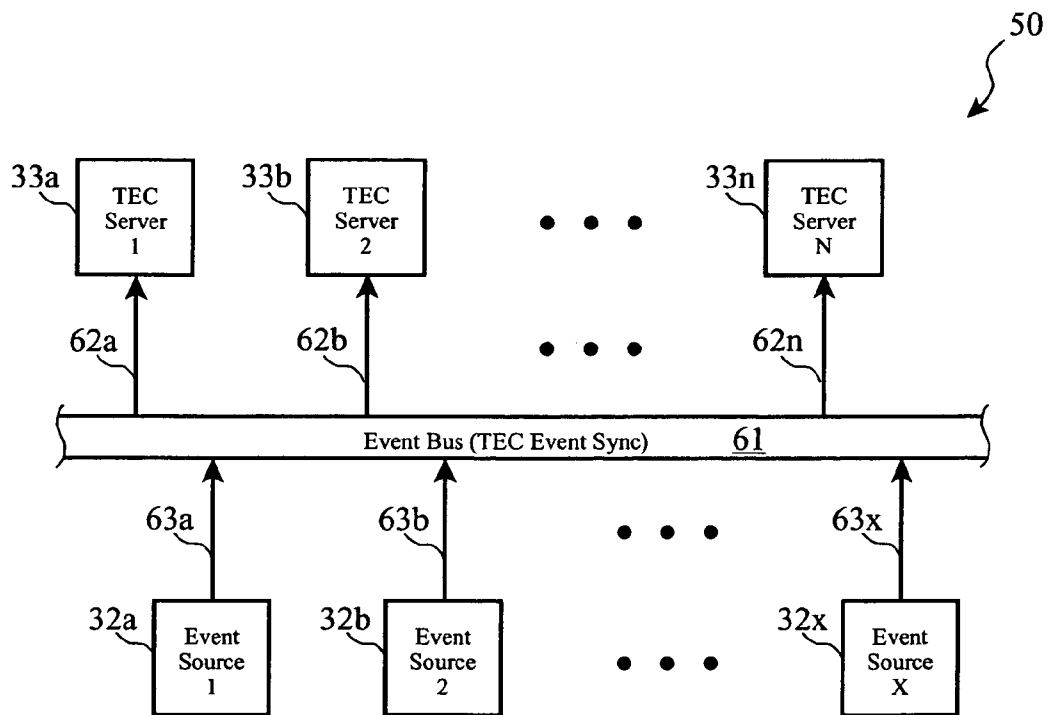 50
33a
TEC
Server
1
33b
TEC
Server
2
33n
TEC
Server
N
62a
62b
62n
Event Bus (TEC Event Sync) 61
63a
63b
63x
32a
Event
Source
1
32b
Event
Source
2
32x
Event
Source
X